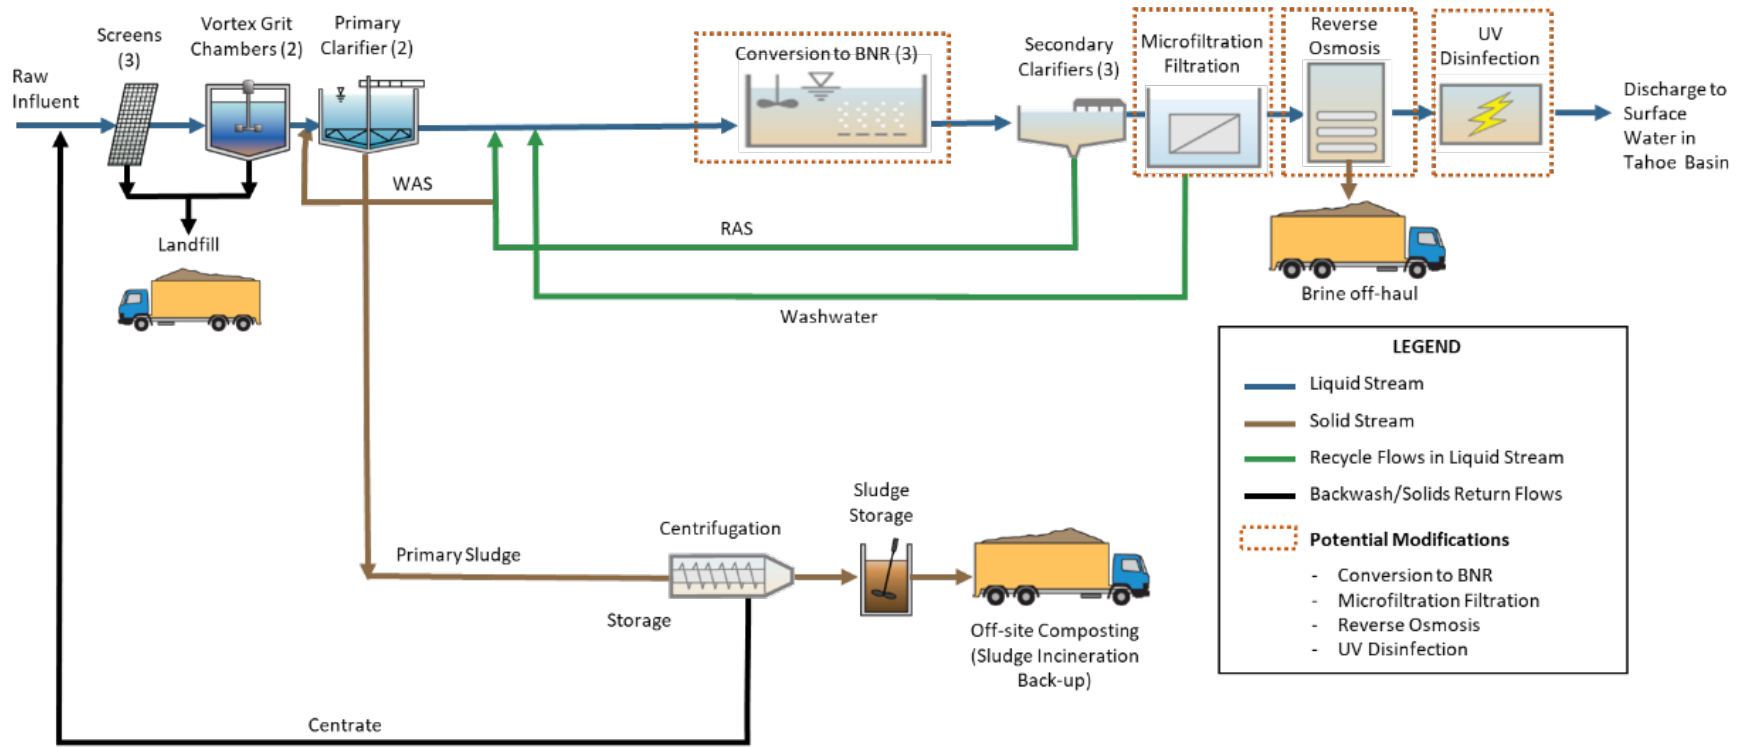 Raw
Influent
Screens
(3)
Vortex Grit
Chambers (2)
Primary
Clarifier (2)
Conversion to BNR (3)
Secondary
Clarifiers (3)
Microfiltration
Filtration
Reverse
Osmosis
UV
Disinfection
Discharge to
Surface
Water in
Tahoe Basin
WAS
RAS
Washwater
Landfill
Brine off-haul
Primary Sludge
Storage
Centrifugation
Sludge
Storage
Off-site Composting
(Sludge Incineration
Back-up)
Centrate
LEGEND
Liquid Stream
Solid Stream
Recycle Flows in Liquid Stream
Backwash/Solids Return Flows
Potential Modifications
- Conversion to BNR
- Microfiltration Filtration
- Reverse Osmosis
- UV Disinfection